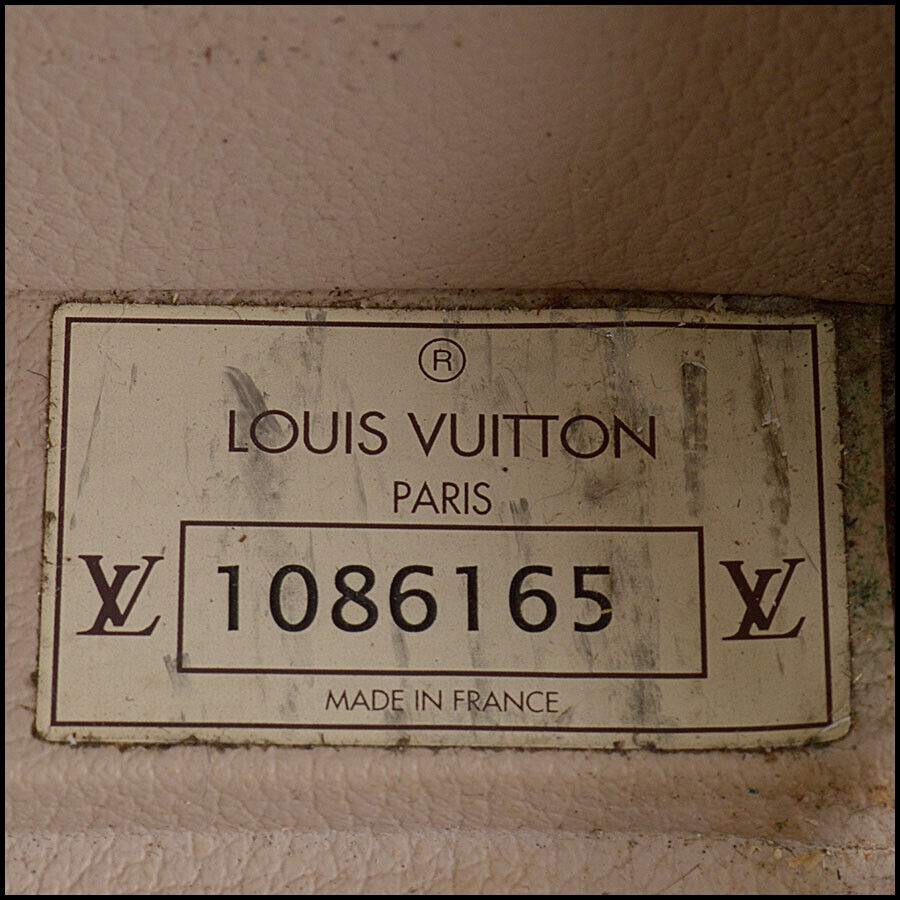 ®
LOUIS VUITTON
PARIS
LV 1086165 LV
MADE IN FRANCE